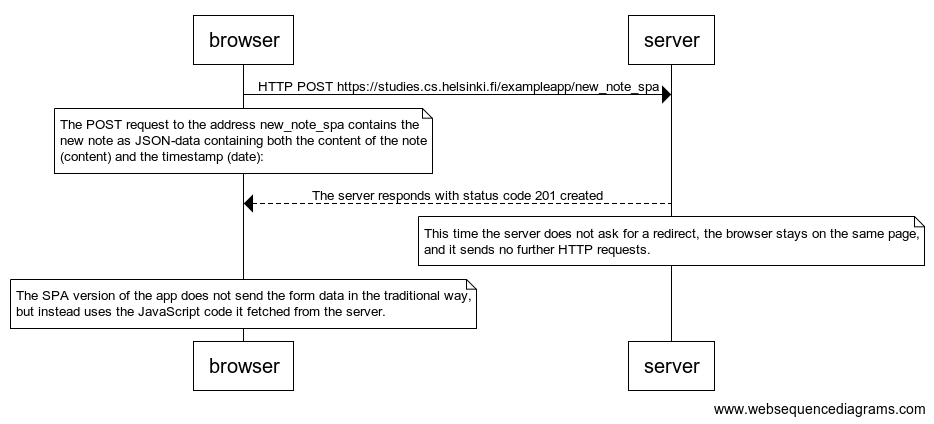 browser
server
HTTP POST https://studies.cs.helsinki.fi/exampleapp/new_note_spa
The POST request to the address new_note_spa contains the
new note as JSON-data containing both the content of the note
(content) and the timestamp (date):
The server responds with status code 201 created
This time the server does not ask for a redirect, the browser stays on the same page,
and it sends no further HTTP requests.
The SPA version of the app does not send the form data in the traditional way,
but instead uses the JavaScript code it fetched from the server.
browser
server
www.websequencediagrams.com